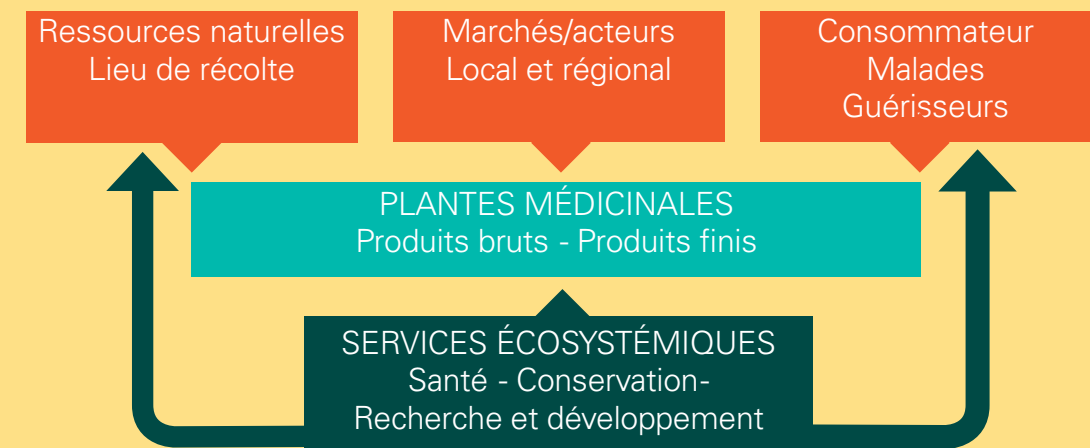 Ressources naturelles
Lieu de récolte
Marchés/acteurs
Local et régional
Consommateur
Malades
Guérisseurs
PLANTES MÉDICINALES
Produits bruts - Produits finis
SERVICES ÉCOSYSTÉMIQUES
Santé - Conservation-
Recherche et développement